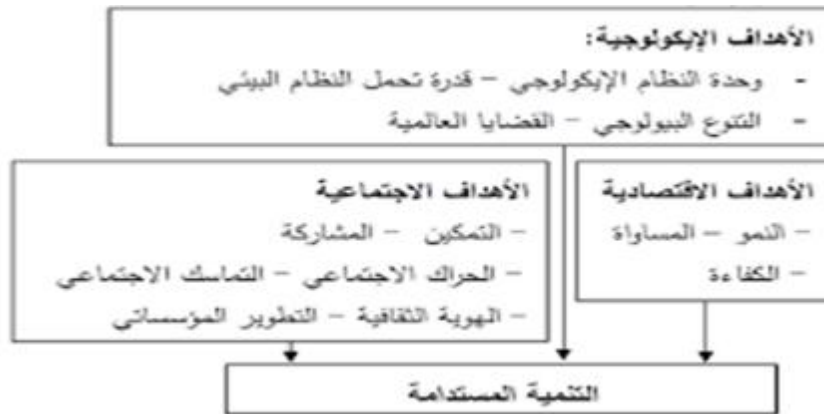 الأهداف الإيكولوجية:
- وحدة النظام الإيكولوجي – قدرة تحمل النظام البيئي
- التنوع البيولوجي – القضايا العالمية
الأهداف الاقتصادية
– النمو – المساواة
– الكفاءة
الأهداف الاجتماعية
– التمكين – المشاركة
– الحراك الاجتماعي – التماسك الاجتماعي
– الهوية الثقافية – التطوير المؤسساتي
التنمية المستدامة